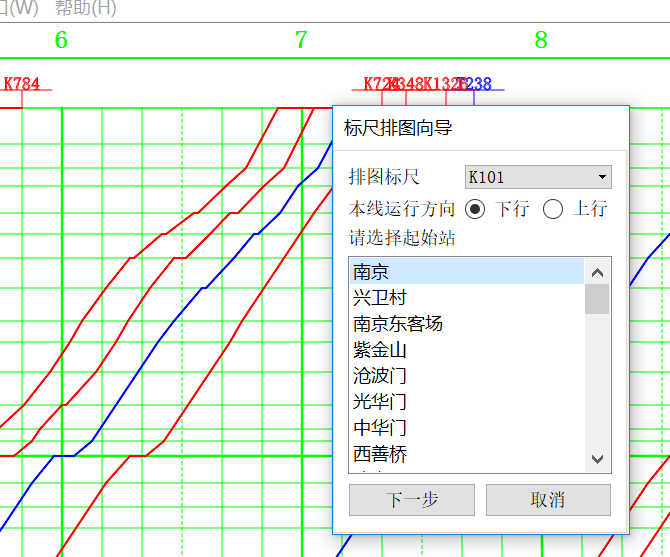 口(W) 帮助(H)
6 7 8
K784 K348 K1328 T238
标尺排图向导
排图标尺 K101
本线运行方向 下行 上行
请选择起始站
南京
兴卫村
南京东客场
紫金山
沧波门
光华门
中华门
西善桥
下一步 取消